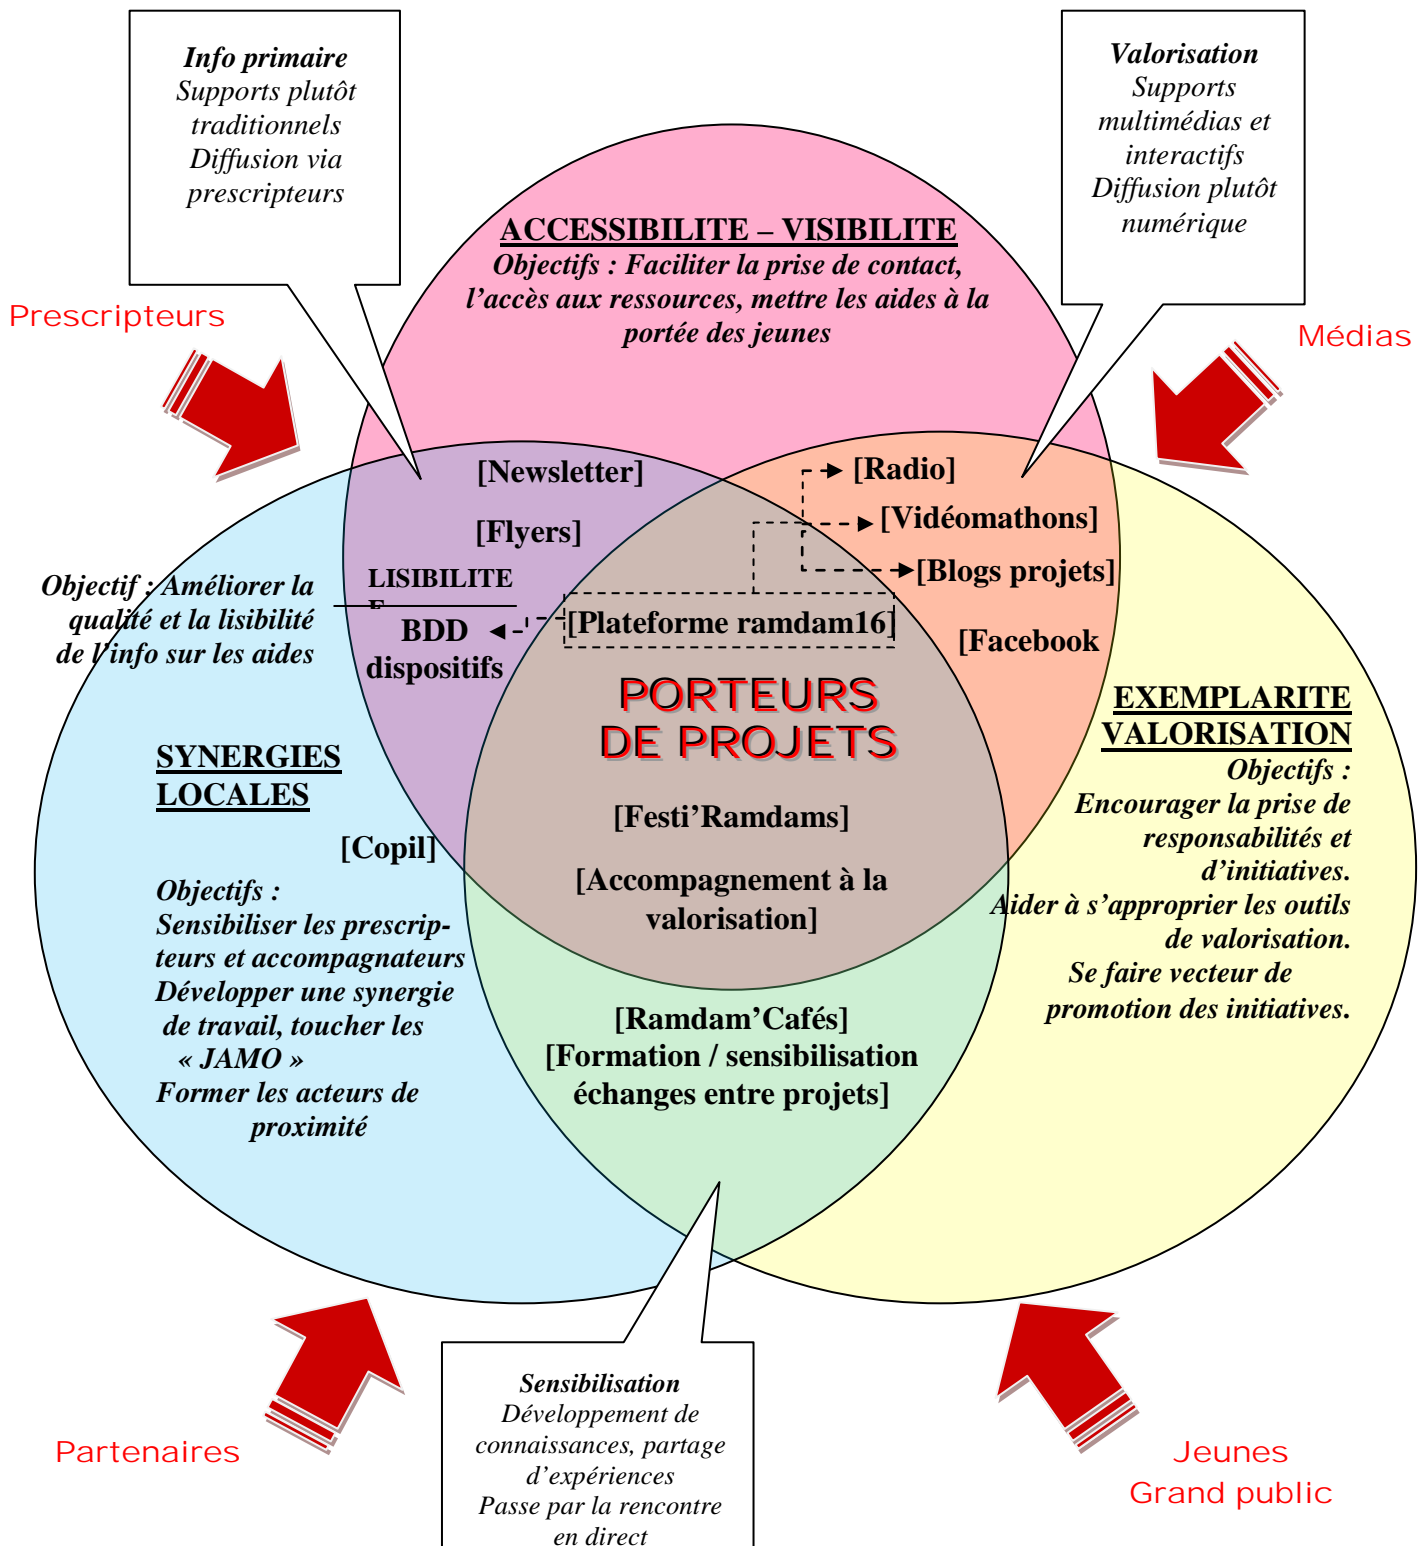 Info primaire
Supports plutôt
traditionnels
Diffusion via
prescripteurs
Valorisation
Supports
multimédias et
interactifs
Diffusion plutôt
numérique
ACCESSIBILITE – VISIBILITE
Objectifs : Faciliter la prise de contact,
l’accès aux ressources, mettre les aides à la
portée des jeunes
Prescripteurs
Médias
[Newsletter]
[Flyers]
[Radio]
[Vidéomathons]
[Blogs projets]
[Facebook
Objectif : Améliorer la
qualité et la lisibilité
de l’info sur les aides
LISIBILITE
BDD
dispositifs
[Plateforme ramdam16]
PORTEURS
DE PROJETS
[Festi’Ramdams]
[Accompagnement à la
valorisation]
SYNERGIES
LOCALES
[Copil]
Objectifs :
Sensibiliser les prescrip-
teurs et accompagnateurs
Développer une synergie
de travail, toucher les
« JAMO »
Former les acteurs de
proximité
EXEMPLARITE
VALORISATION
Objectifs :
Encourager la prise de
responsabilités et
d’initiatives.
Aider à s’approprier les outils
de valorisation.
Se faire vecteur de
promotion des initiatives.
[Ramdam’Cafés]
[Formation / sensibilisation
échanges entre projets]
Sensibilisation
Développement de
connaissances, partage
d’expériences
Passe par la rencontre
en direct
Partenaires
Jeunes
Grand public